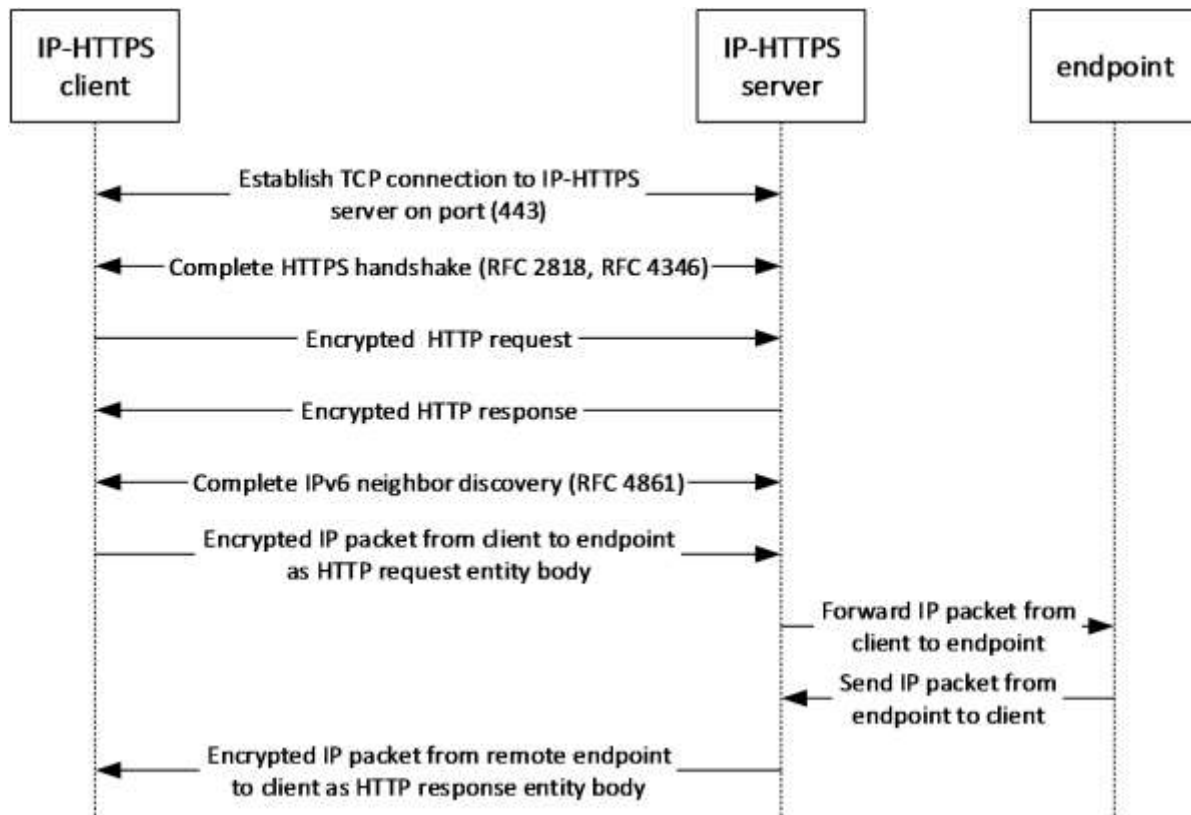 IP-HTTPS
client
IP-HTTPS
server
endpoint
Establish TCP connection to IP-HTTPS
server on port (443)
Complete HTTPS handshake (RFC 2818, RFC 4346)
Encrypted HTTP request
Encrypted HTTP response
Complete IPv6 neighbor discovery (RFC 4861)
Encrypted IP packet from client to endpoint
as HTTP request entity body
Forward IP packet from
client to endpoint
Send IP packet from
endpoint to client
Encrypted IP packet from remote endpoint
to client as HTTP response entity body